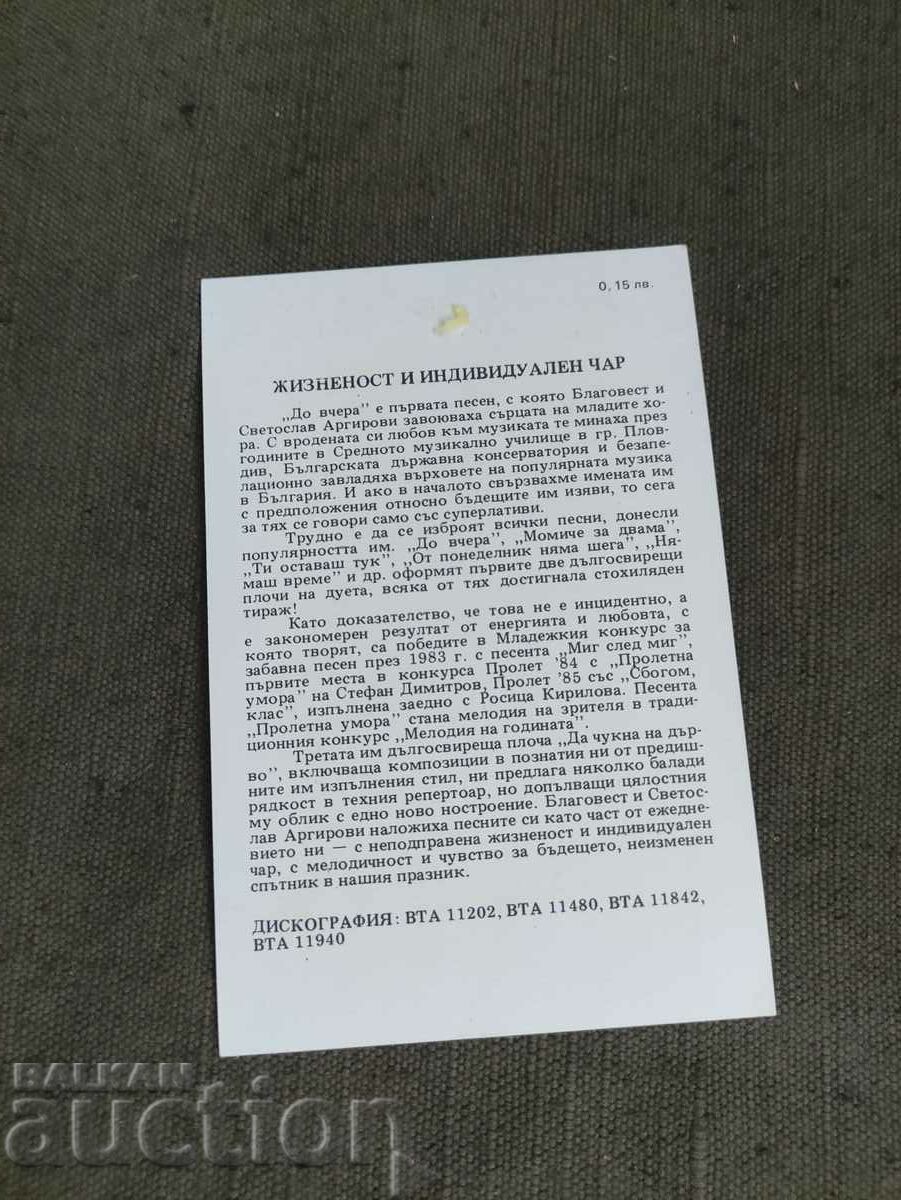 0,15 лв.
ЖИЗНЕНОСТ И ИНДИВИДУАЛЕН ЧАР
„До вчера” е първата песен, с която Благовест и
Светослав Аргирови завоюваха сърцата на младите хо-
ра. С вродената си любов към музиката те минаха през
годините в Средното музикално училище в гр. Плов-
див, Българската държавна консерватория и безапе-
лационно завладяха върховете на популярната музика
в България. И ако в началото свързвахме имената им
с предположения относно бъдещите им изяви, то сега
за тях се говори само със суперлативи.
Трудно е да се изброят всички песни, донесли
популярността им. „До вчера”, „Момиче за двама”,
„Ти оставаш тук”, „От понеделник няма шега”, „Ня-
маш време” и др. оформят първите две дългосвирещи
плочи на дуета, всяка от тях достигнала стохиляден
тираж!
Като доказателство, че това не е инцидентно, а
е закономерен резултат от енергията и любовта, с
която творят, са победите в Младежкия конкурс за
забавна песен през 1983 г. с песента „Миг след миг”,
първите места в конкурса Пролет '84 с „Пролетна
умора” на Стефан Димитров, Пролет '85 със „Сбогом,
клас”, изпълнена заедно с Росица Кирилова. Песента
„Пролетна умора” стана мелодия на зрителя в тради-
ционния конкурс „Мелодия на годината”.
Третата им дългосвиреща плоча „Да чукна на дър-
во”, включваща композиции в познатия ни от предиш-
ните им изпълнения стил, ни предлага няколко балади
рядкост в техния репертоар, но допълващи цялостния
му облик с едно ново ностроение. Благовест и Светос-
лав Аргирови наложиха песните си като част от ежедне-
вието ни — с неподправена жизненост и индивидуален
чар, с мелодичност и чувство за бъдещето, неизменен
спътник в нашия празник.
ДИСКОГРАФИЯ: ВТА 11202, ВТА 11480, ВТА 11842,
ВТА 11940
BALKAN
auction